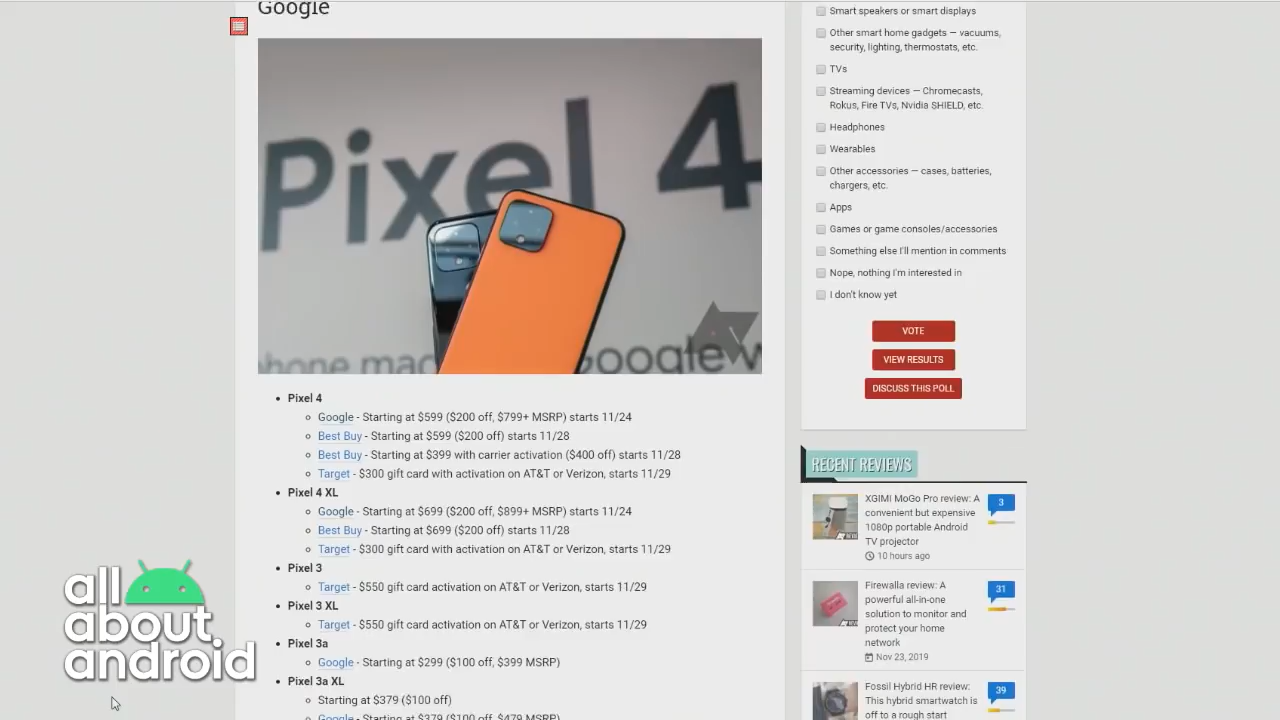 Google
Pixel 4
phone mad
Google
Pixel 4
Google - Starting at $599 ($200 off, $799+ MSRP) starts 11/24
Best Buy - Starting at $599 ($200 off) starts 11/28
Best Buy - Starting at $399 with carrier activation ($400 off) starts 11/28
Target - $300 gift card with activation on AT&T or Verizon, starts 11/29
Pixel 4 XL
Google - Starting at $699 ($200 off, $899+ MSRP) starts 11/24
Best Buy - Starting at $699 ($200 off) starts 11/28
Target - $300 gift card with activation on AT&T or Verizon, starts 11/29
Pixel 3
Target - $550 gift card activation on AT&T or Verizon, starts 11/29
Pixel 3 XL
Target - $550 gift card activation on AT&T or Verizon, starts 11/29
Pixel 3a
Google - Starting at $299 ($100 off, $399 MSRP)
Pixel 3a XL
Starting at $379 ($100 off)
Google - Starting at $379 ($100 off, $479 MSRP)
Smart speakers or smart displays
Other smart home gadgets — vacuums,
security, lighting, thermostats, etc.
TVs
Streaming devices — Chromecasts,
Rokus, Fire TVs, Nvidia SHIELD, etc.
Headphones
Wearables
Other accessories — cases, batteries,
chargers, etc.
Apps
Games or game consoles/accessories
Something else I'll mention in comments
Nope, nothing I'm interested in
I don't know yet
VOTE
VIEW RESULTS
DISCUSS THIS POLL
RECENT REVIEWS
XGIMI MoGo Pro review: A
convenient but expensive
1080p portable Android
TV projector
10 hours ago
3
Firewalla review: A
powerful all-in-one
solution to monitor and
protect your home
network
Nov 23, 2019
31
Fossil Hybrid HR review:
This hybrid smartwatch is
off to a rough start
39
all
about
android